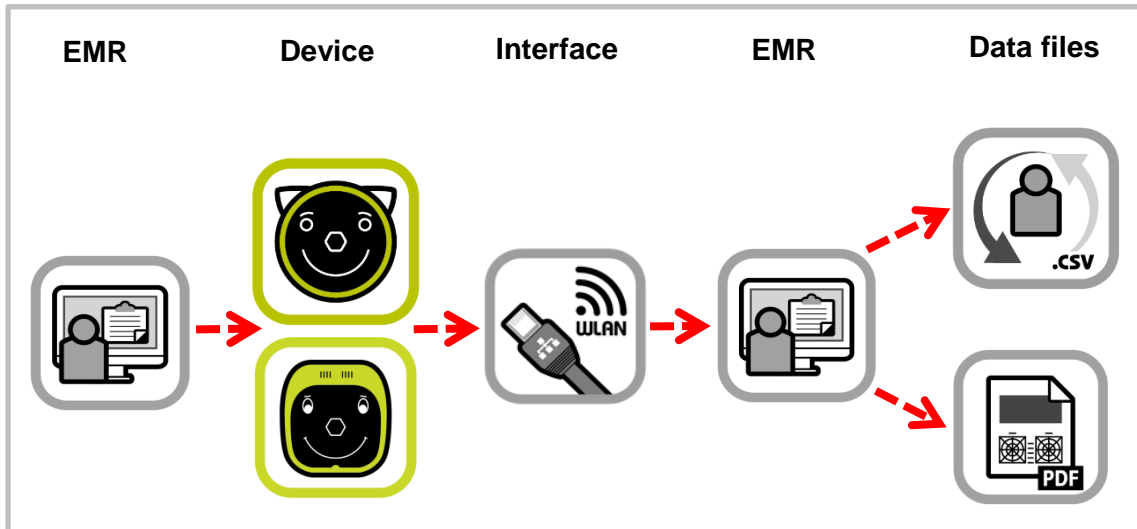 EMR
Device
Interface
EMR
Data files
.CSV
WLAN
PDF